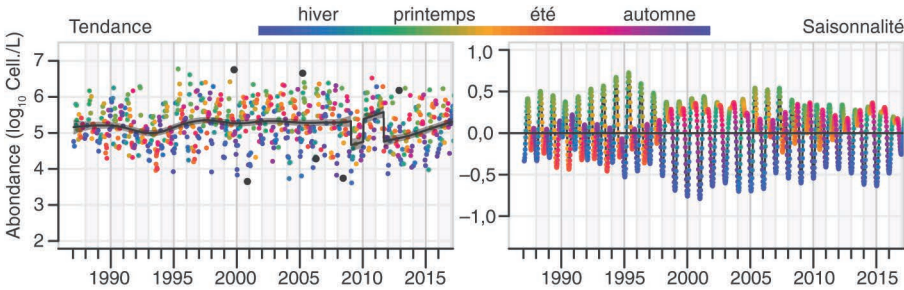 hiver printemps été automne
Tendance
Saisonnalité
Abondance (log10 Cell./L)
7
6
5
4
3
2
1990 1995 2000 2005 2010 2015
1,0
0,5
0,0
−0,5
−1,0
1990 1995 2000 2005 2010 2015